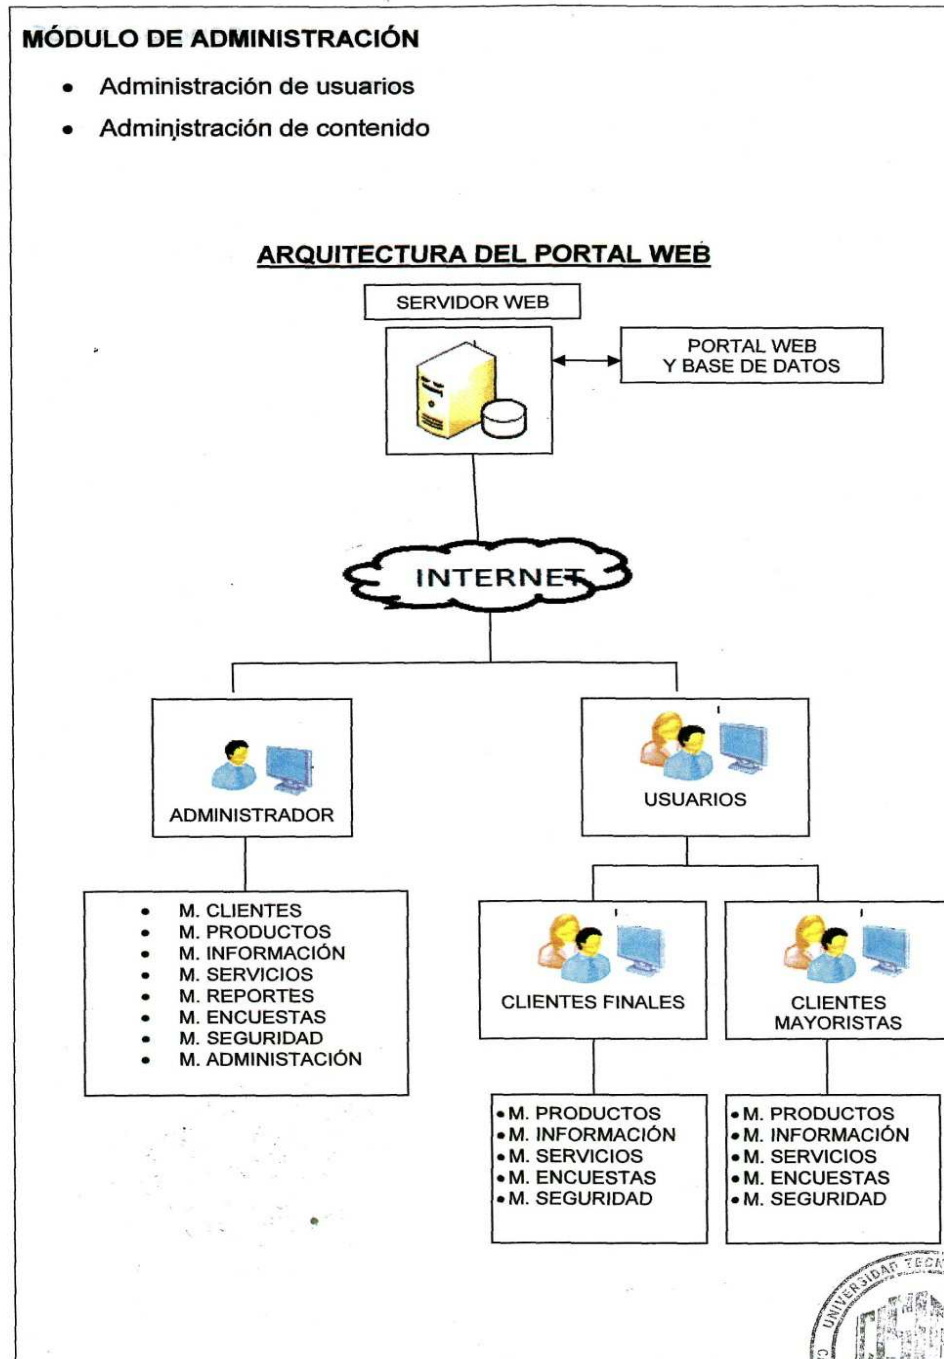 MÓDULO DE ADMINISTRACIÓN
• Administración de usuarios
• Administración de contenido
ARQUITECTURA DEL PORTAL WEB
SERVIDOR WEB
PORTAL WEB
Y BASE DE DATOS
INTERNET
ADMINISTRADOR
USUARIOS
• M. CLIENTES
• M. PRODUCTOS
• M. INFORMACIÓN
• M. SERVICIOS
• M. REPORTES
• M. ENCUESTAS
• M. SEGURIDAD
• M. ADMINISTACIÓN
CLIENTES FINALES
CLIENTES
MAYORISTAS
• M. PRODUCTOS
• M. INFORMACIÓN
• M. SERVICIOS
• M. ENCUESTAS
• M. SEGURIDAD
• M. PRODUCTOS
• M. INFORMACIÓN
• M. SERVICIOS
• M. ENCUESTAS
• M. SEGURIDAD
UNIVERSIDAD